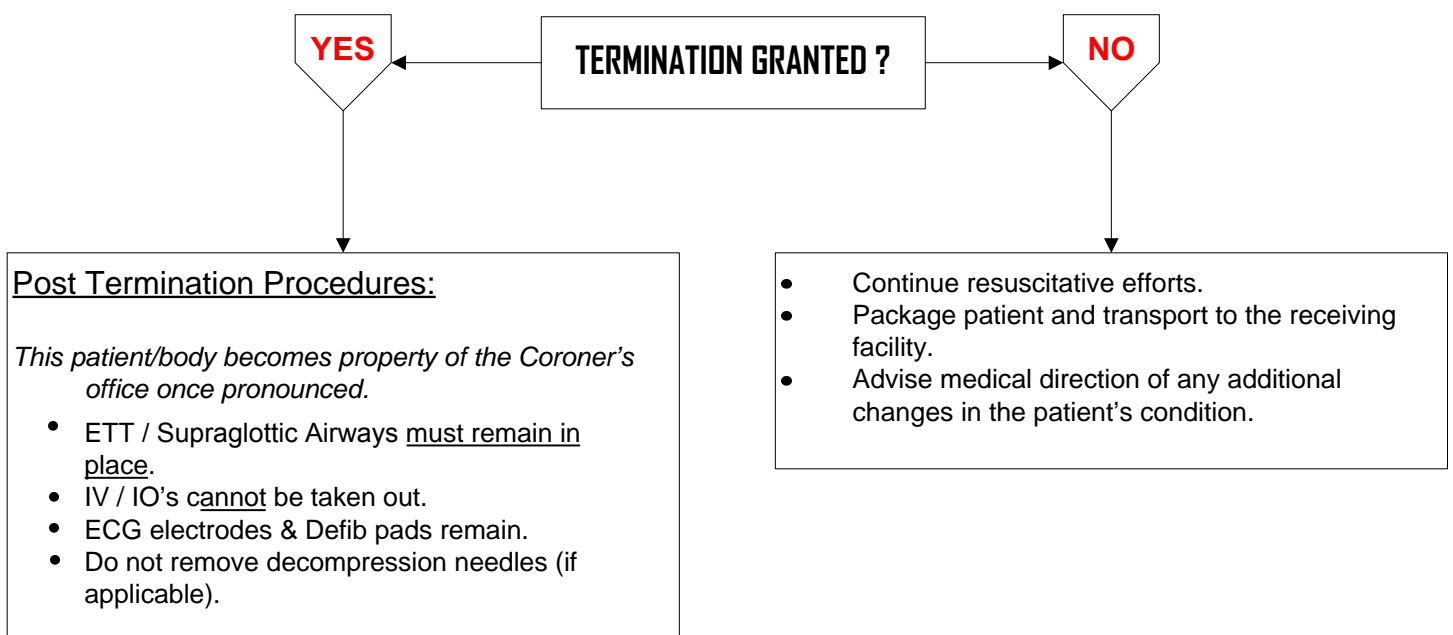 YES
TERMINATION GRANTED ?
NO
Post Termination Procedures:
This patient/body becomes property of the Coroner’s
office once pronounced.
• ETT / Supraglottic Airways must remain in
place.
• IV / IO’s cannot be taken out.
• ECG electrodes & Defib pads remain.
• Do not remove decompression needles (if
applicable).
• Continue resuscitative efforts.
• Package patient and transport to the receiving
facility.
• Advise medical direction of any additional
changes in the patient’s condition.